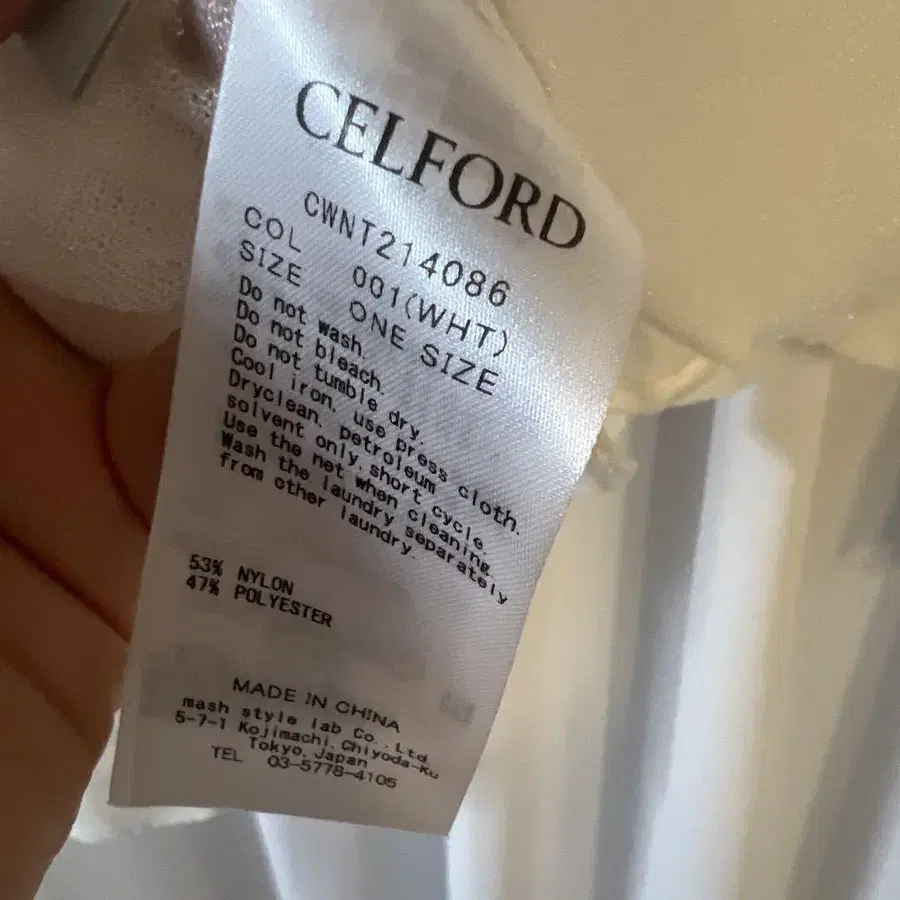 CELFORD
CWNT214086
COL 001(WHT)
SIZE ONE SIZE
Do not wash.
Do not bleach.
Do not tumble dry.
Cool iron, use press cloth.
Dryclean, petroleum
solvent only, short cycle.
Use the net when cleaning.
Wash the laundry separately
from other laundry.
53% NYLON
47% POLYESTER
MADE IN CHINA
mash style lab Co., Ltd.
5-7-1 Kojimachi, Chiyoda-Ku
Tokyo, Japan
TEL 03-5778-4105